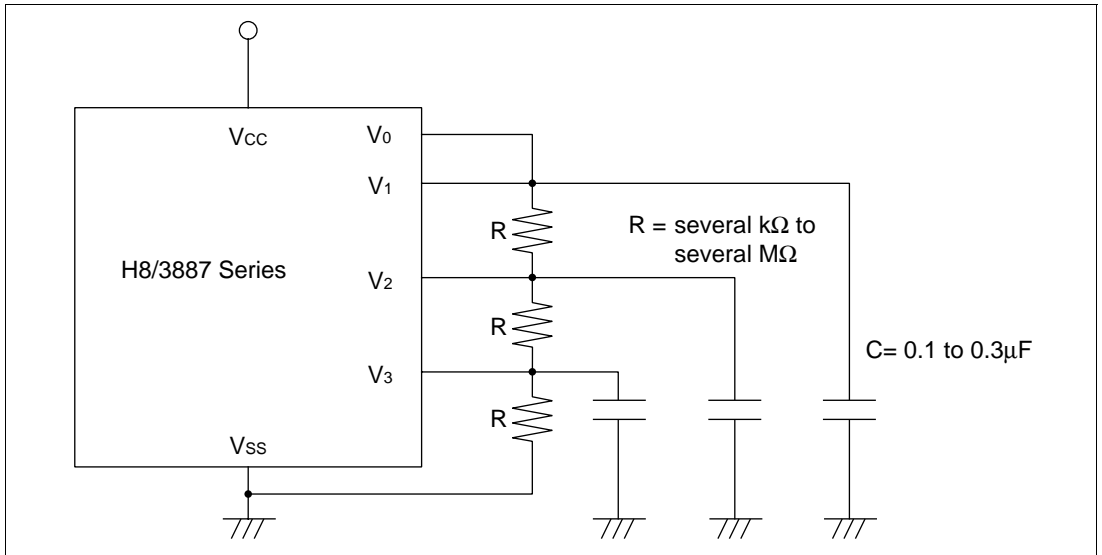 VCC
V0
V1
R
R = several kΩ to
several MΩ
H8/3887 Series
V2
R
C= 0.1 to 0.3μF
V3
R
VSS